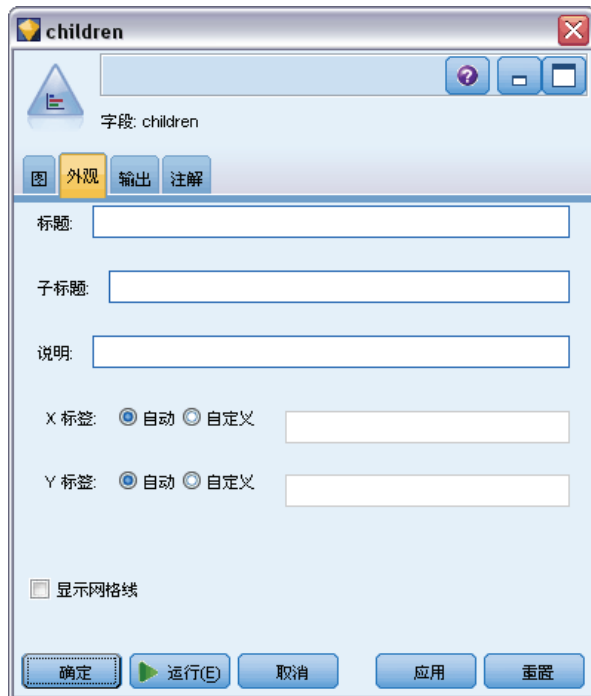 children
字段: children
图 外观 输出 注解
标题:
子标题:
说明:
X 标签: 自动 自定义
Y 标签: 自动 自定义
显示网格线
确定 运行(E) 取消 应用 重置